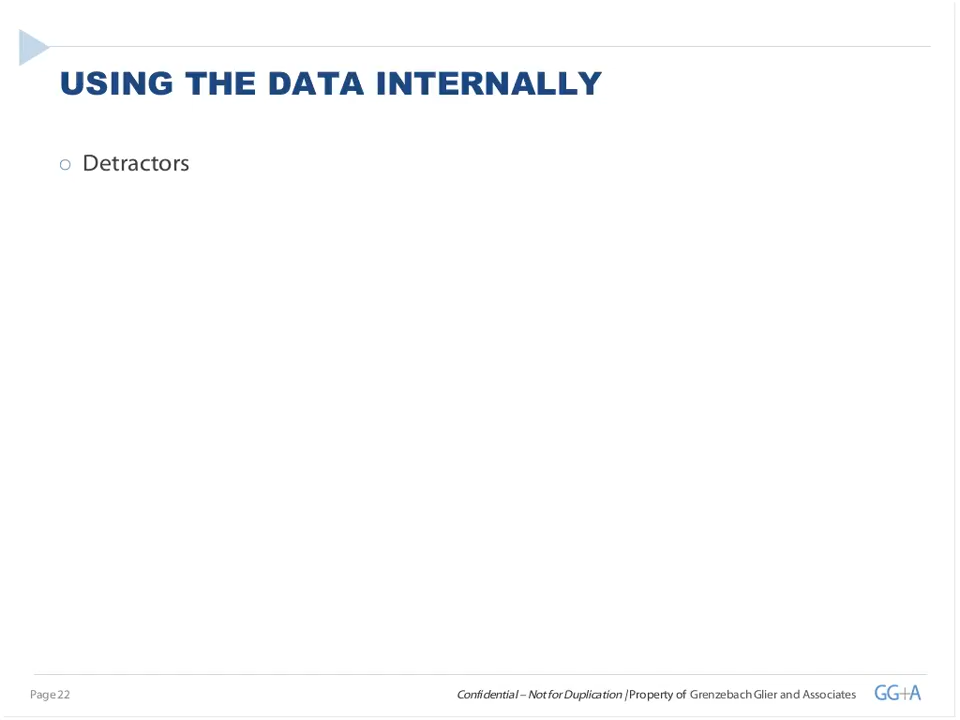 USING THE DATA INTERNALLY
○ Detractors
Page 22
Confidential – Not for Duplication | Property of Grenzebach Glier and Associates
GG+A